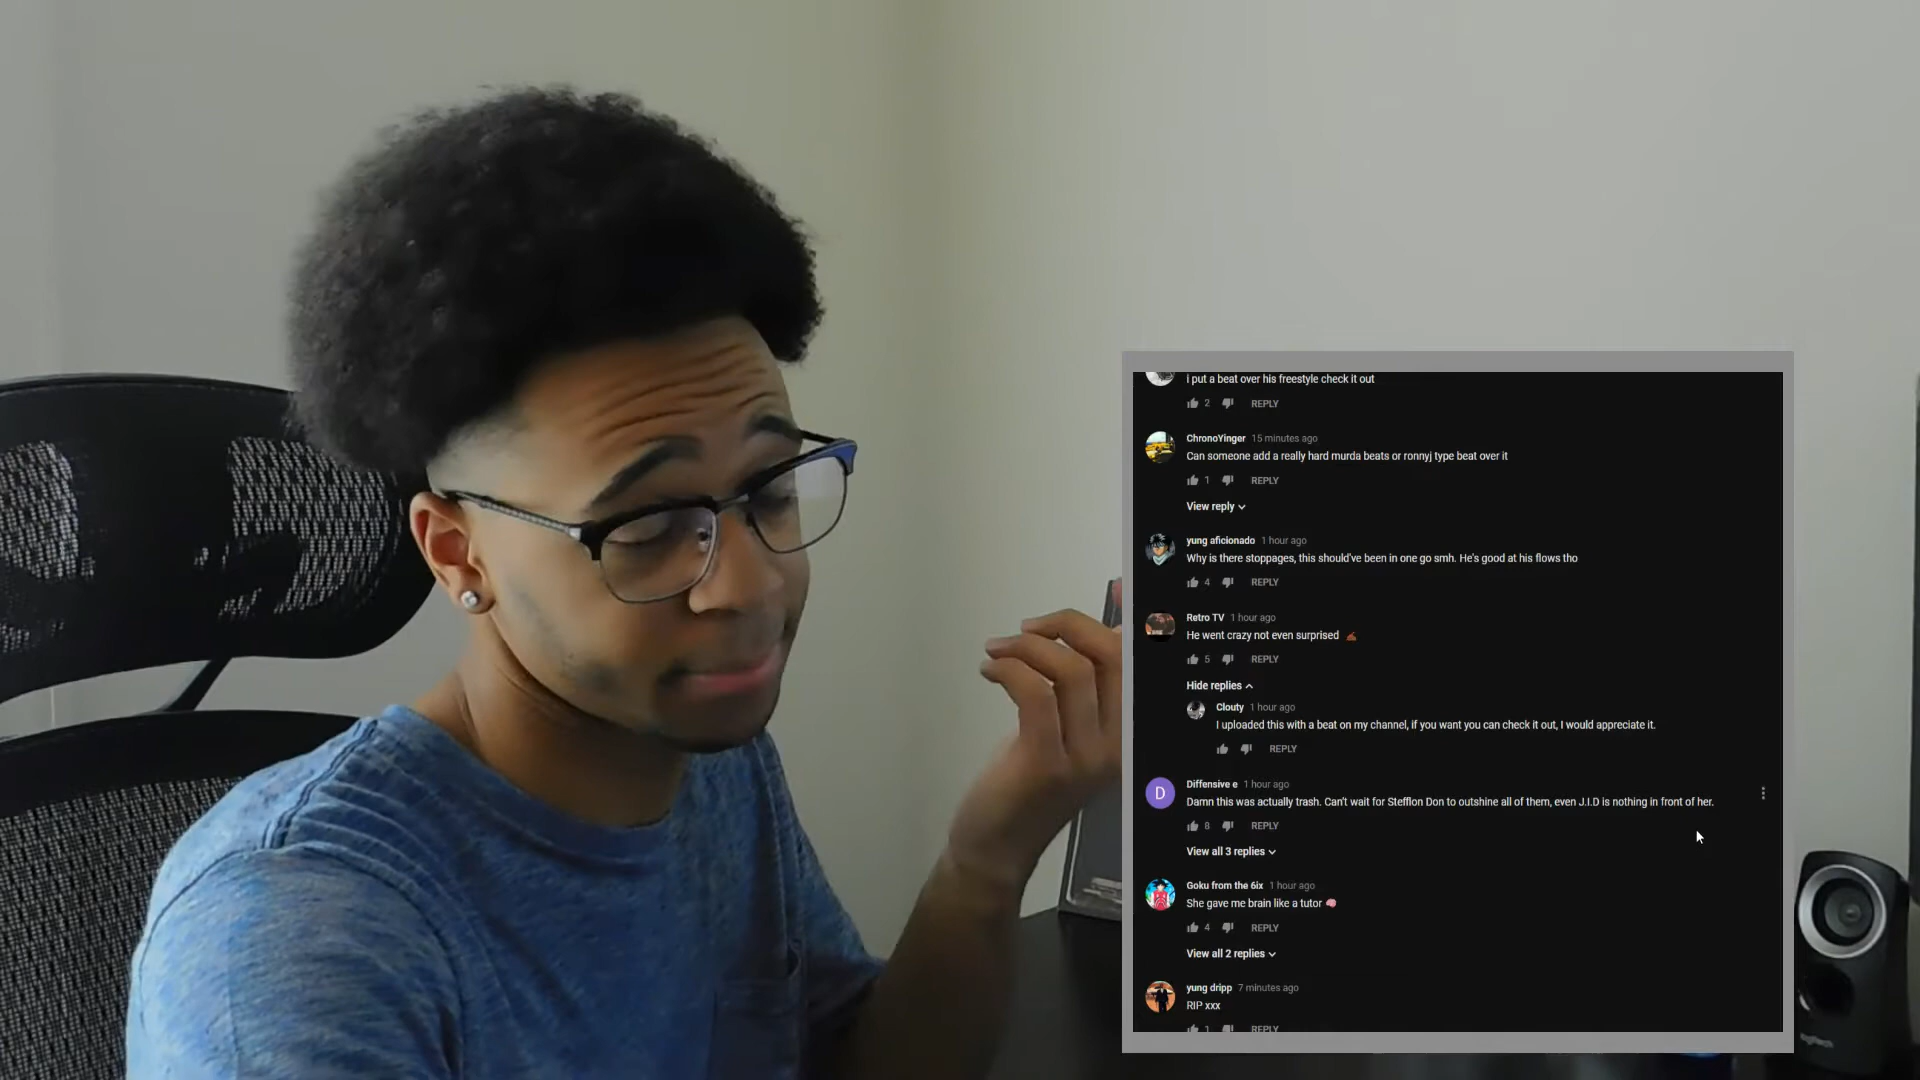 i put a beat over his freestyle check it out
2 REPLY
ChronoYinger 15 minutes ago
Can someone add a really hard murda beats or ronnyj type beat over it
1 REPLY
View reply
yung aficionado 1 hour ago
Why is there stoppages, this should've been in one go smh. He's good at his flows tho
4 REPLY
Retro TV 1 hour ago
He went crazy not even surprised
5 REPLY
Hide replies
Clouty 1 hour ago
I uploaded this with a beat on my channel, if you want you can check it out, I would appreciate it.
REPLY
D
Diffensive e 1 hour ago
Damn this was actually trash. Can't wait for Stefflon Don to outshine all of them, even J.I.D is nothing in front of her.
8 REPLY
View all 3 replies
Goku from the 6ix 1 hour ago
She gave me brain like a tutor
4 REPLY
View all 2 replies
yung dripp 7 minutes ago
RIP xxx
1 REPLY
logitech